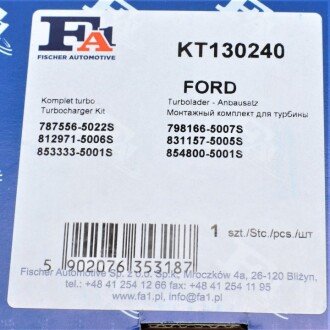 FA1
FISCHER AUTOMOTIVE
KT130240
FORD
Komplet turbo
Turbocharger Kit
Turbolader - Anbausatz
Монтажный комплект для турбины
787556-5022S
812971-5006S
853333-5001S
798166-5007S
831157-5005S
854800-5001S
1 szt./Stc./pcs./шт
5 902076 353187
Fischer Automotive Sp. z o.o. Sp.k, Mroczków 4a, 26-120 Bliżyn,
tel: +48 41 254 12 66 fax: +48 41 254 21 95
www.fa1.pl, info@fa1.pl